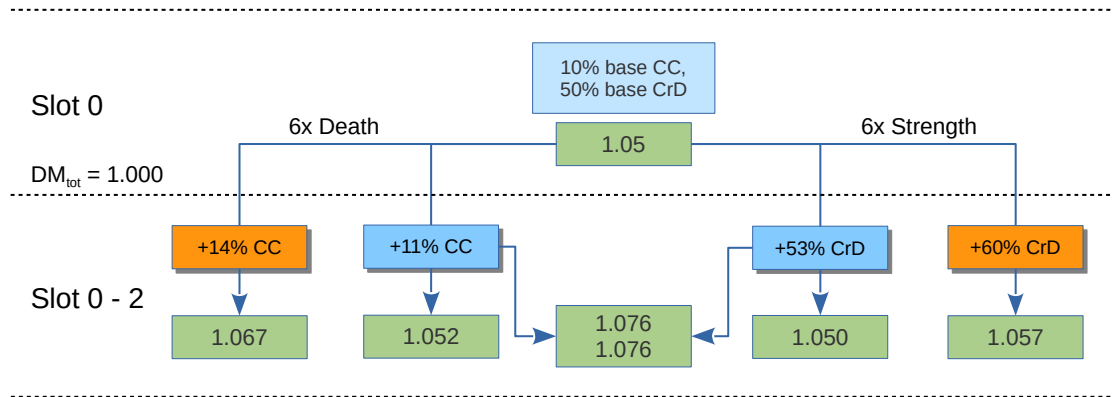 10% base CC,
50% base CrD
Slot 0
6x Death
1.05
6x Strength
DMtot = 1.000
+14% CC
+11% CC
+53% CrD
+60% CrD
Slot 0 - 2
1.067
1.052
1.076
1.076
1.050
1.057